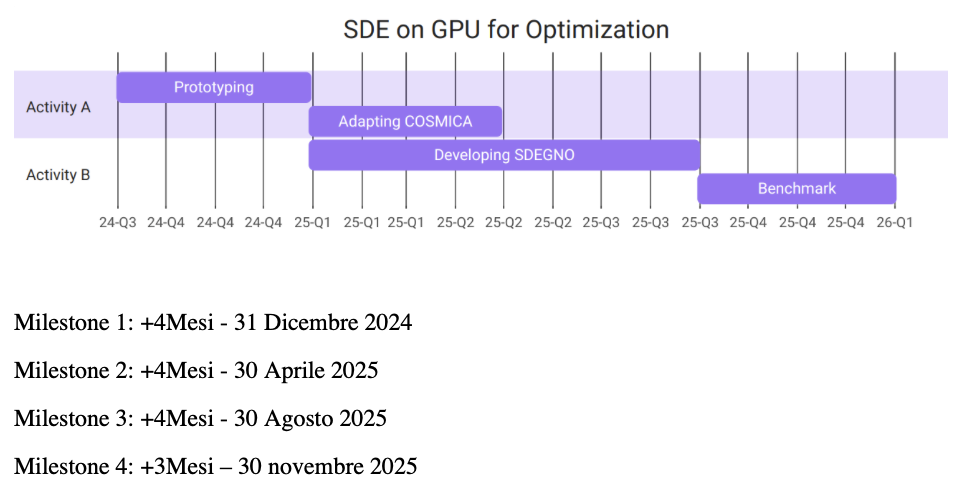 SDE on GPU for Optimization
Activity A
Prototyping
Adapting COSMICA
Activity B
Developing SDEGNO
Benchmark
24-Q3 24-Q4 24-Q4 24-Q4 25-Q1 25-Q1 25-Q1 25-Q2 25-Q2 25-Q2 25-Q3 25-Q3 25-Q3 25-Q4 25-Q4 25-Q4 26-Q1
Milestone 1: +4Mesi - 31 Dicembre 2024
Milestone 2: +4Mesi - 30 Aprile 2025
Milestone 3: +4Mesi - 30 Agosto 2025
Milestone 4: +3Mesi – 30 novembre 2025